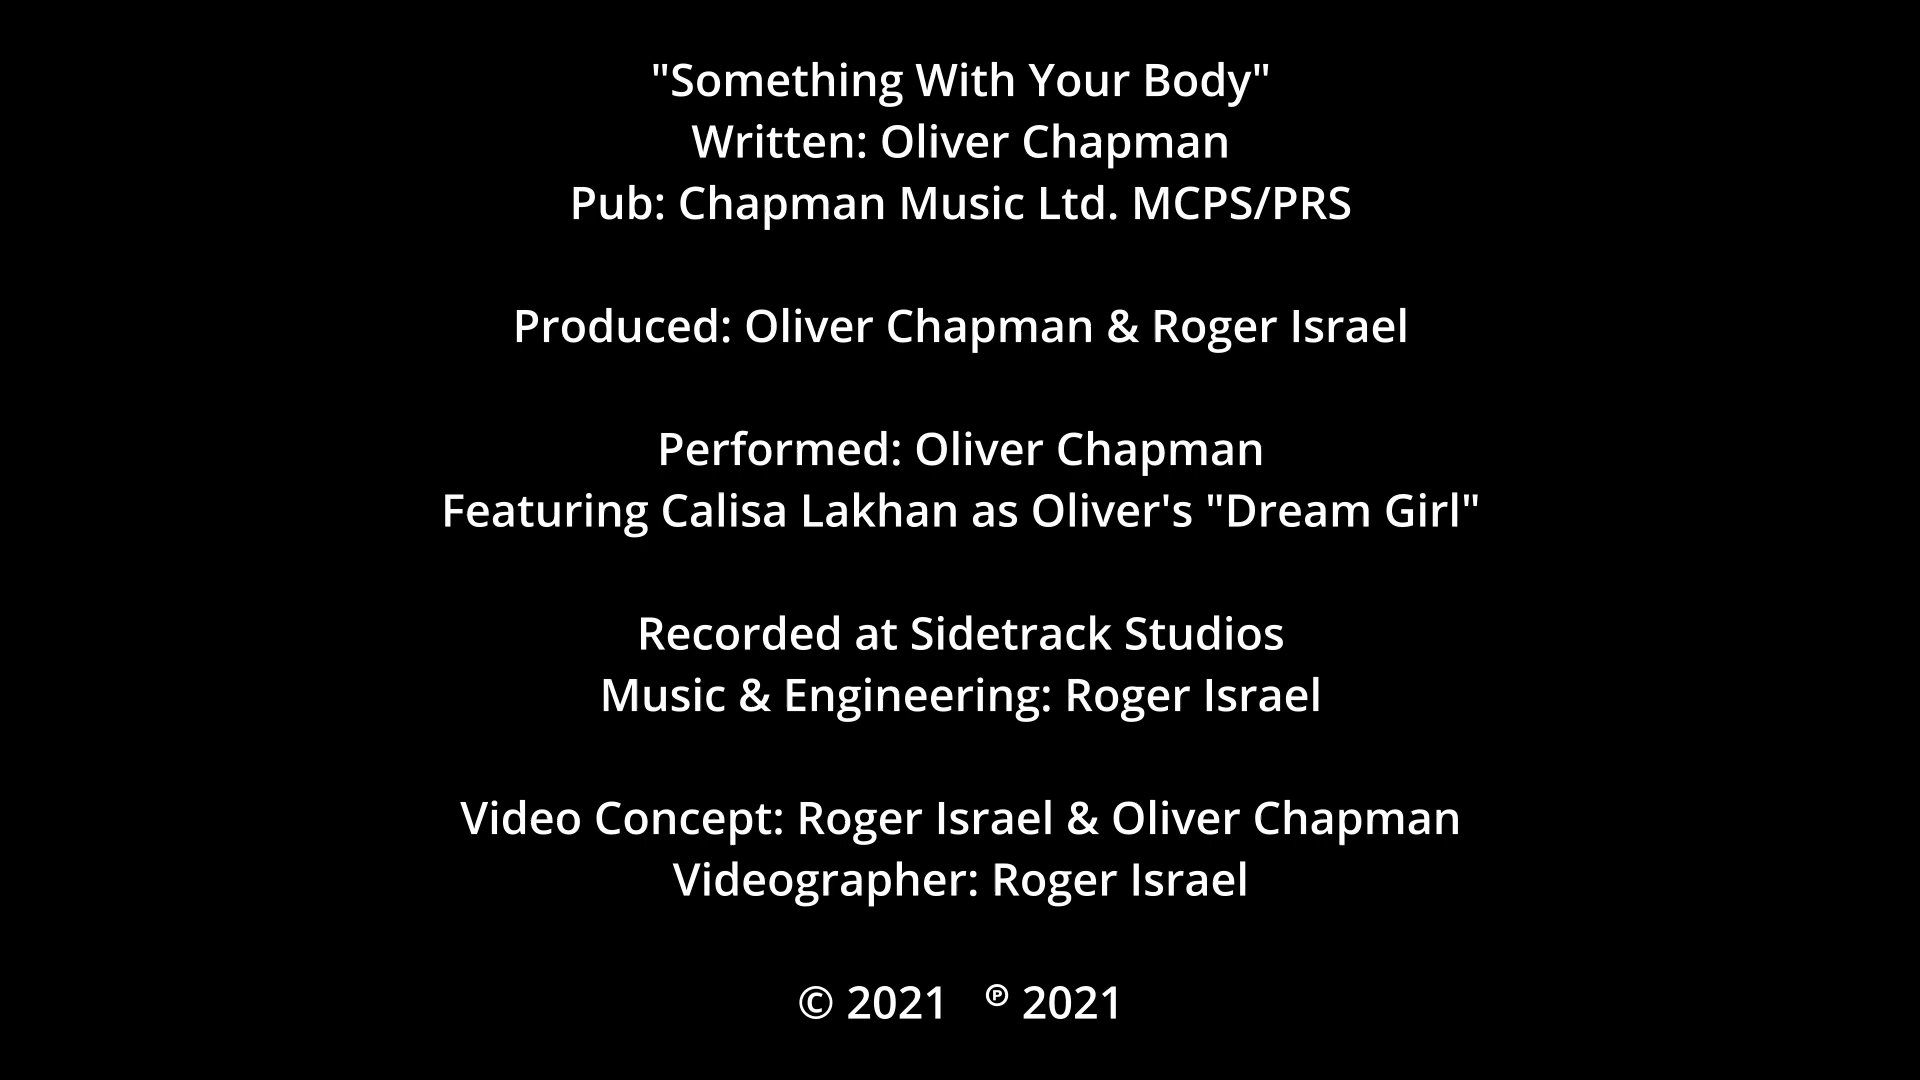 "Something With Your Body"
Written: Oliver Chapman
Pub: Chapman Music Ltd. MCPS/PRS
Produced: Oliver Chapman & Roger Israel
Performed: Oliver Chapman
Featuring Calisa Lakhan as Oliver's "Dream Girl"
Recorded at Sidetrack Studios
Music & Engineering: Roger Israel
Video Concept: Roger Israel & Oliver Chapman
Videographer: Roger Israel
© 2021 ℗ 2021